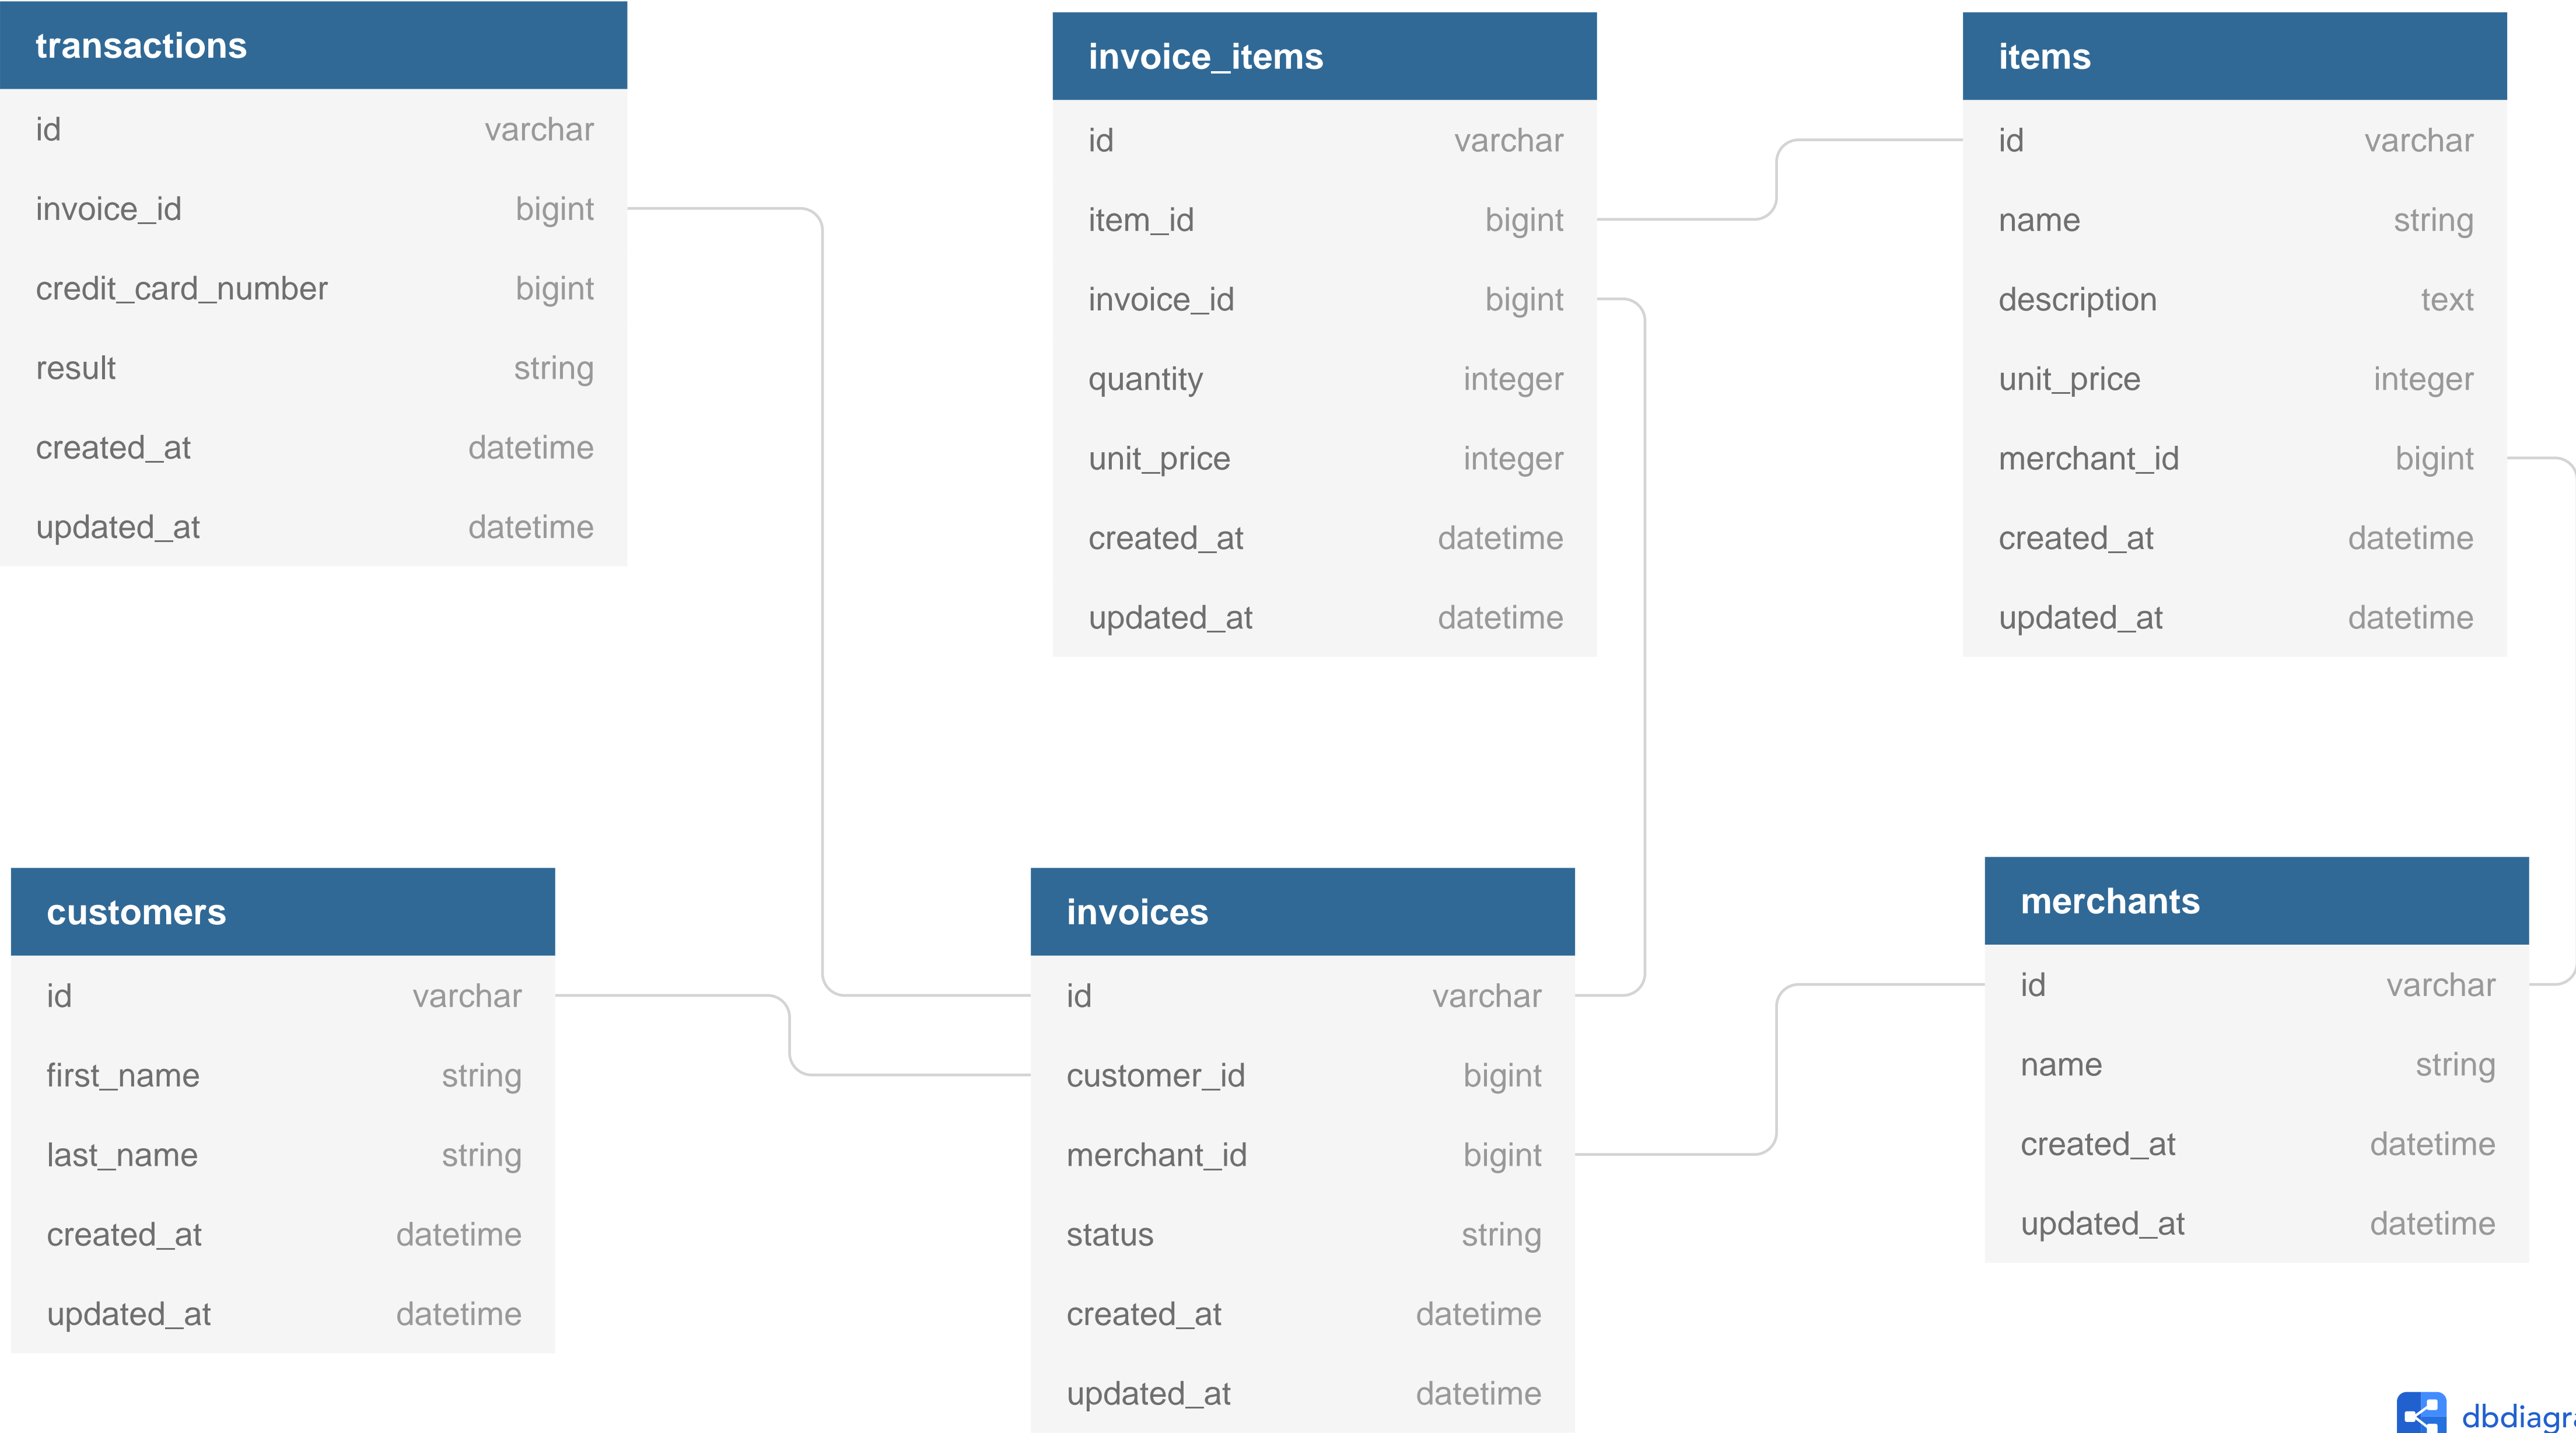 transactions
id varchar
invoice_id bigint
credit_card_number bigint
result string
created_at datetime
updated_at datetime
invoice_items
id varchar
item_id bigint
invoice_id bigint
quantity integer
unit_price integer
created_at datetime
updated_at datetime
items
id varchar
name string
description text
unit_price integer
merchant_id bigint
created_at datetime
updated_at datetime
customers
id varchar
first_name string
last_name string
created_at datetime
updated_at datetime
invoices
id varchar
customer_id bigint
merchant_id bigint
status string
created_at datetime
updated_at datetime
merchants
id varchar
name string
created_at datetime
updated_at datetime